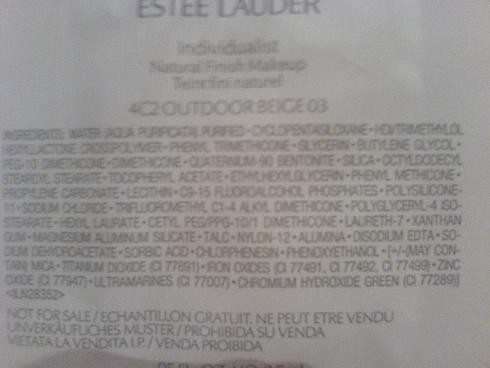 ESTEE LAUDER
Individualist
Natural Finish Makeup
Teint fini naturel
4C2 OUTDOOR BEIGE 03
INGREDIENTS: WATER (AQUA PURIFICATA) PURIFIED • CYCLOPENTASILOXANE • HDI/TRIMETHYLOL
HEXYLLACTONE CROSSPOLYMER • PHENYL TRIMETHICONE • GLYCERIN • BUTYLENE GLYCOL •
PEG-10 DIMETHICONE • DIMETHICONE • QUATERNIUM-90 BENTONITE • SILICA • OCTYLDODECYL
STEAROYL STEARATE • TOCOPHERYL ACETATE • ETHYLHEXYLGLYCERIN • PHENYL METHICONE •
PROPYLENE CARBONATE • LECITHIN • C9-15 FLUOROALCOHOL PHOSPHATES • POLYSILICONE-
11 • SODIUM CHLORIDE • TRIFLUOROMETHYL C1-4 ALKYL DIMETHICONE • POLYGLYCERYL-4 ISO-
STEARATE • HEXYL LAURATE • CETYL PEG/PPG-10/1 DIMETHICONE • LAURETH-7 • XANTHAN
GUM • MAGNESIUM ALUMINUM SILICATE • TALC • NYLON-12 • ALUMINA • DISODIUM EDTA • SO-
DIUM DEHYDROACETATE • SORBIC ACID • CHLORPHENESIN • PHENOXYETHANOL • [+/-(MAY CON-
TAIN) MICA • TITANIUM DIOXIDE (CI 77891) • IRON OXIDES (CI 77491, CI 77492, CI 77499) • ZINC
OXIDE (CI 77947) • ULTRAMARINES (CI 77007) • CHROMIUM HYDROXIDE GREEN (CI 77289)]
<ILN28352>
NOT FOR SALE / ECHANTILLON GRATUIT, NE PEUT ETRE VENDU
UNVERKÄUFLICHES MUSTER / PROHIBIDA SU VENDA
VIETATA LA VENDITA I.P. / VENDA PROIBIDA